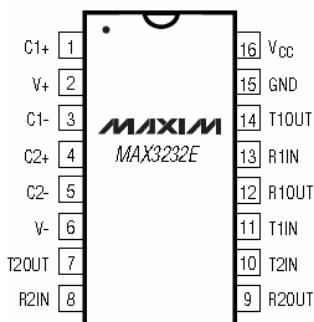 C1+ 1 16 VCC
V+ 2 15 GND
C1- 3 14 T1OUT
MAXIM
C2+ 4 MAX3232E 13 R1IN
C2- 5 12 R1OUT
V- 6 11 T1IN
T2OUT 7 10 T2IN
R2IN 8 9 R2OUT